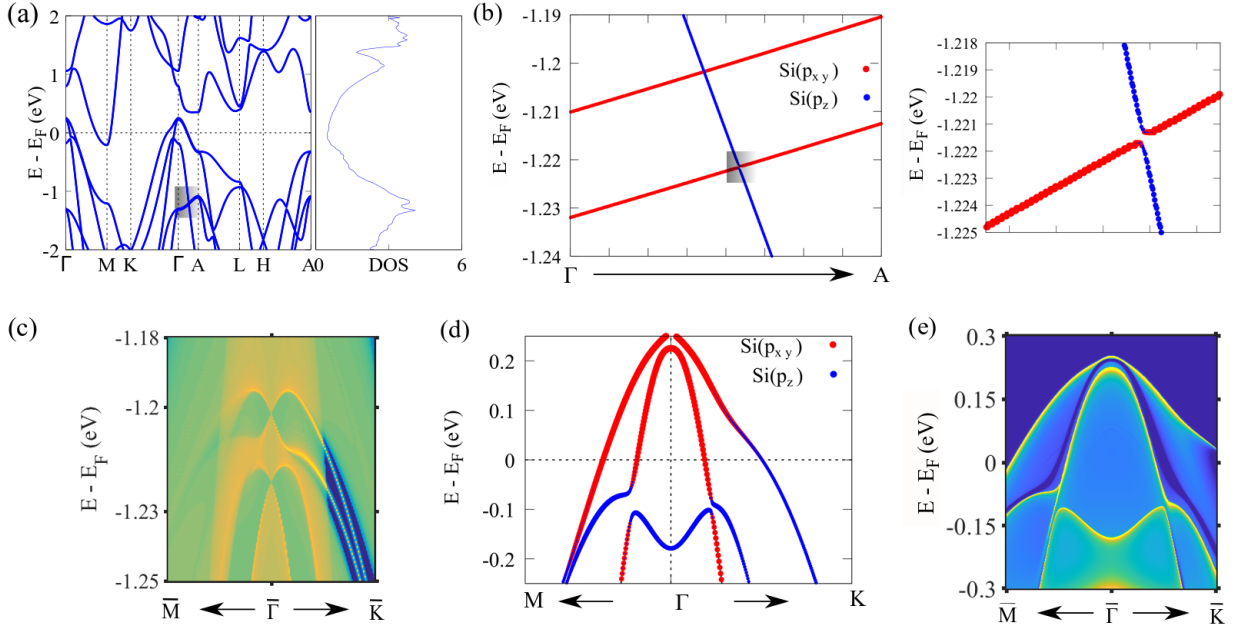 (a)
2
1
0
-1
-2
E - E_F (eV)
Γ M K Γ A L H A 0 DOS 6
(b)
-1.19
-1.2
-1.21
-1.22
-1.23
-1.24
E - E_F (eV)
Si(p_x y)
Si(p_z)
Γ A
-1.218
-1.219
-1.22
-1.221
-1.222
-1.223
-1.224
-1.225
E - E_F (eV)
(c)
-1.18
-1.2
-1.23
-1.25
E - E_F (eV)
M̅ Γ̅ K̅
(d)
0.2
0.1
0
-0.1
-0.2
E - E_F (eV)
Si(p_x y)
Si(p_z)
M Γ K
(e)
0.3
0.15
0
-0.15
-0.3
E - E_F (eV)
M̅ Γ̅ K̅